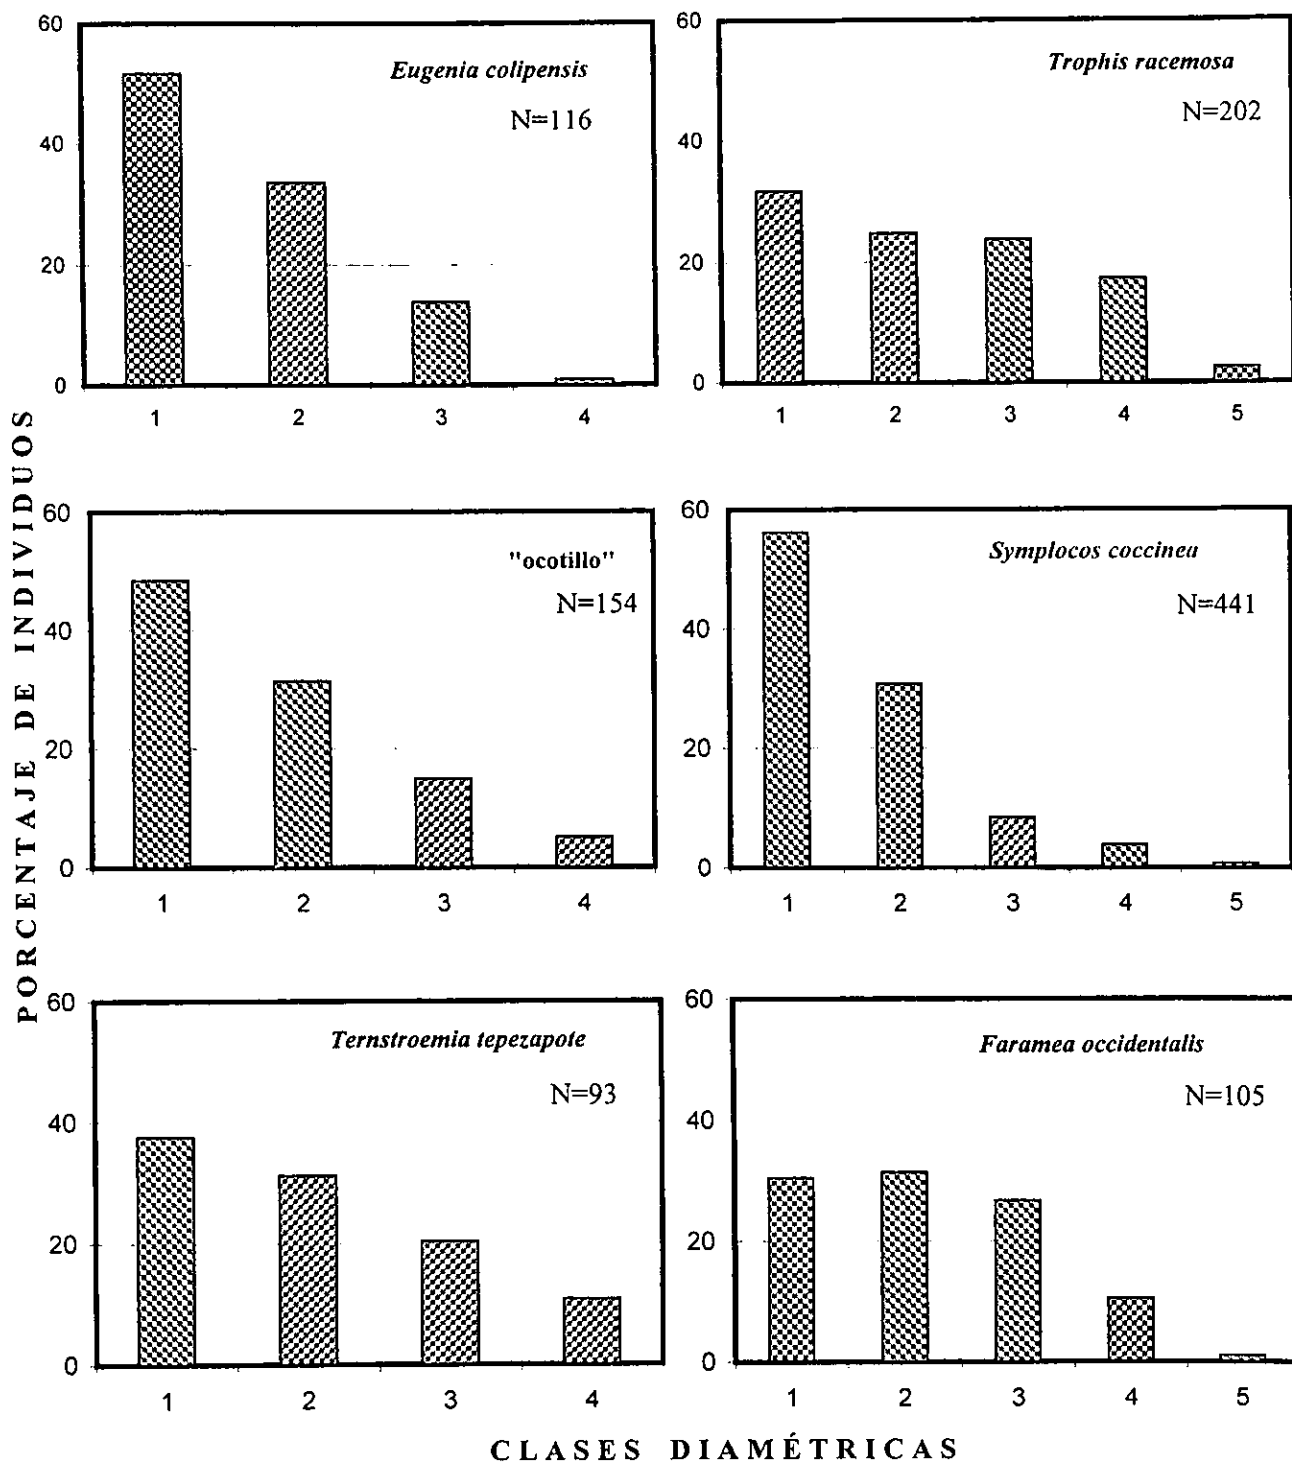 PORCENTAJE DE INDIVIDUOS
60
40
20
0
Eugenia colipensis
N=116
1 2 3 4
60
40
20
0
Trophis racemosa
N=202
1 2 3 4 5
60
40
20
0
"ocotillo"
N=154
1 2 3 4
60
40
20
0
Symplocos coccinea
N=441
1 2 3 4 5
60
40
20
0
Ternstroemia tepezapote
N=93
1 2 3 4
60
40
20
0
Faramea occidentalis
N=105
1 2 3 4 5
CLASES DIAMÉTRICAS